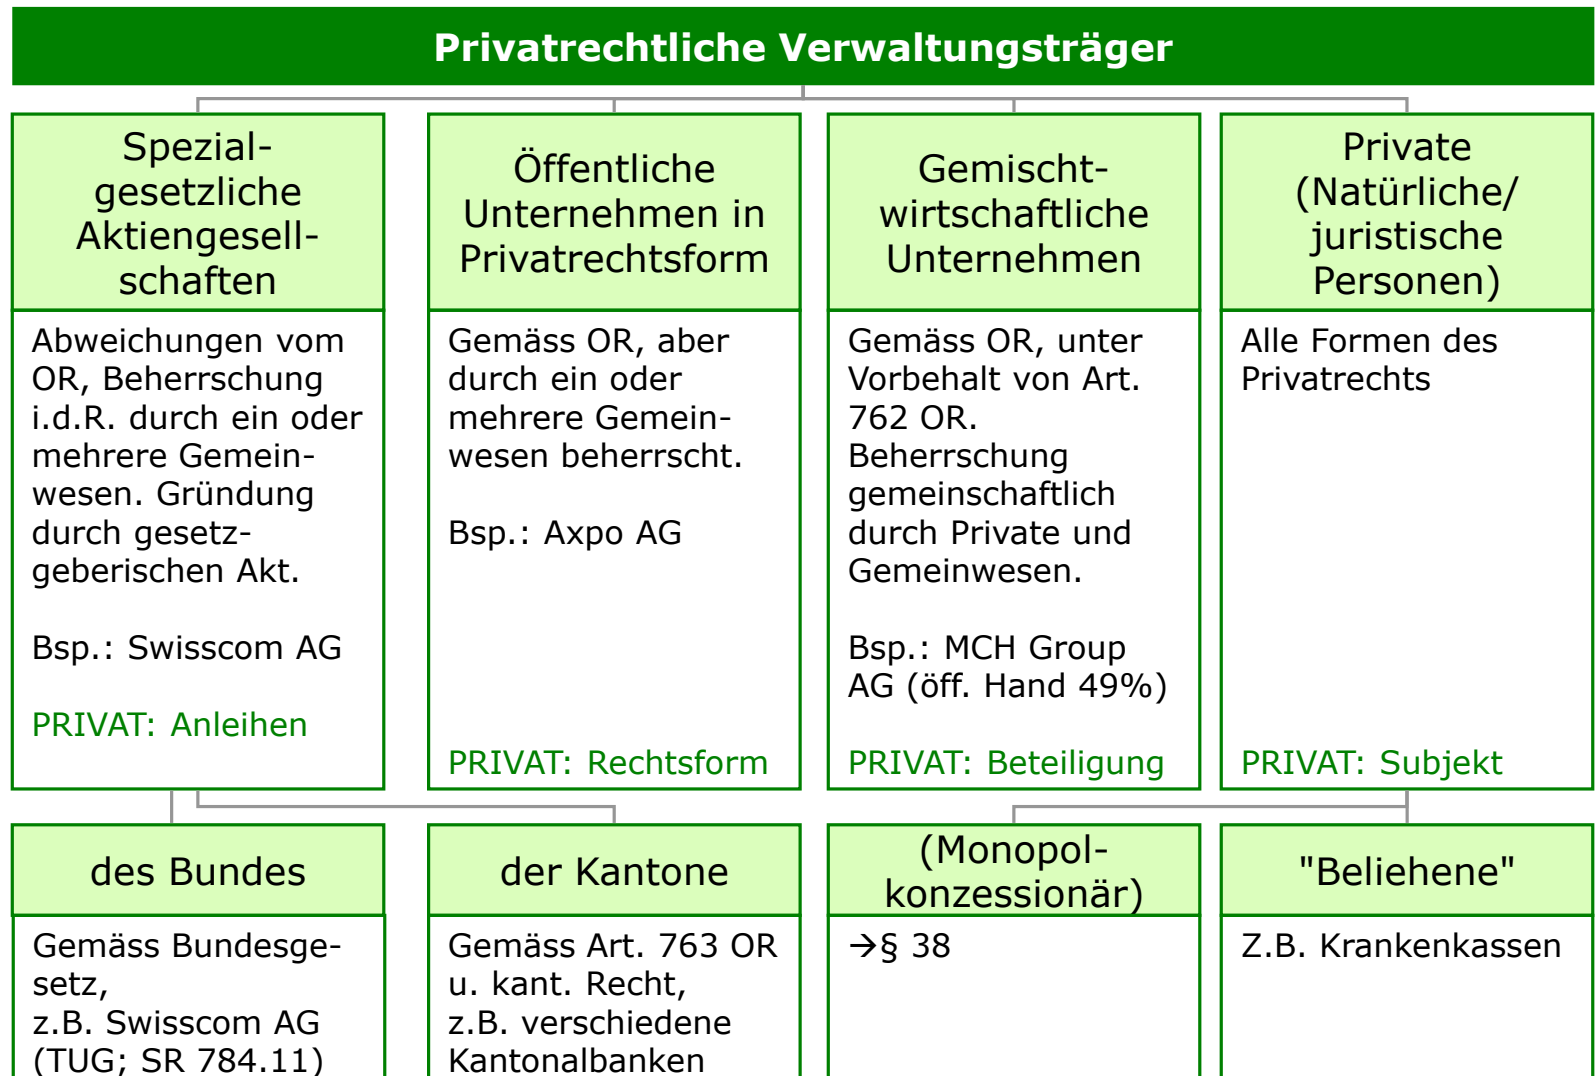 Privatrechtliche Verwaltungsträger
Spezial-
gesetzliche
Aktiengesell-
schaften
Abweichungen vom
OR, Beherrschung
i.d.R. durch ein oder
mehrere Gemein-
wesen. Gründung
durch gesetz-
geberischen Akt.
Bsp.: Swisscom AG
PRIVAT: Anleihen
Öffentliche
Unternehmen in
Privatrechtsform
Gemäss OR, aber
durch ein oder
mehrere Gemein-
wesen beherrscht.
Bsp.: Axpo AG
PRIVAT: Rechtsform
Gemischt-
wirtschaftliche
Unternehmen
Gemäss OR, unter
Vorbehalt von Art.
762 OR.
Beherrschung
gemeinschaftlich
durch Private und
Gemeinwesen.
Bsp.: MCH Group
AG (öff. Hand 49%)
PRIVAT: Beteiligung
Private
(Natürliche/
juristische
Personen)
Alle Formen des
Privatrechts
PRIVAT: Subjekt
des Bundes
Gemäss Bundesge-
setz,
z.B. Swisscom AG
(TUG; SR 784.11)
der Kantone
Gemäss Art. 763 OR
u. kant. Recht,
z.B. verschiedene
Kantonalbanken
(Monopol-
konzessionär)
→§ 38
"Beliehene"
Z.B. Krankenkassen